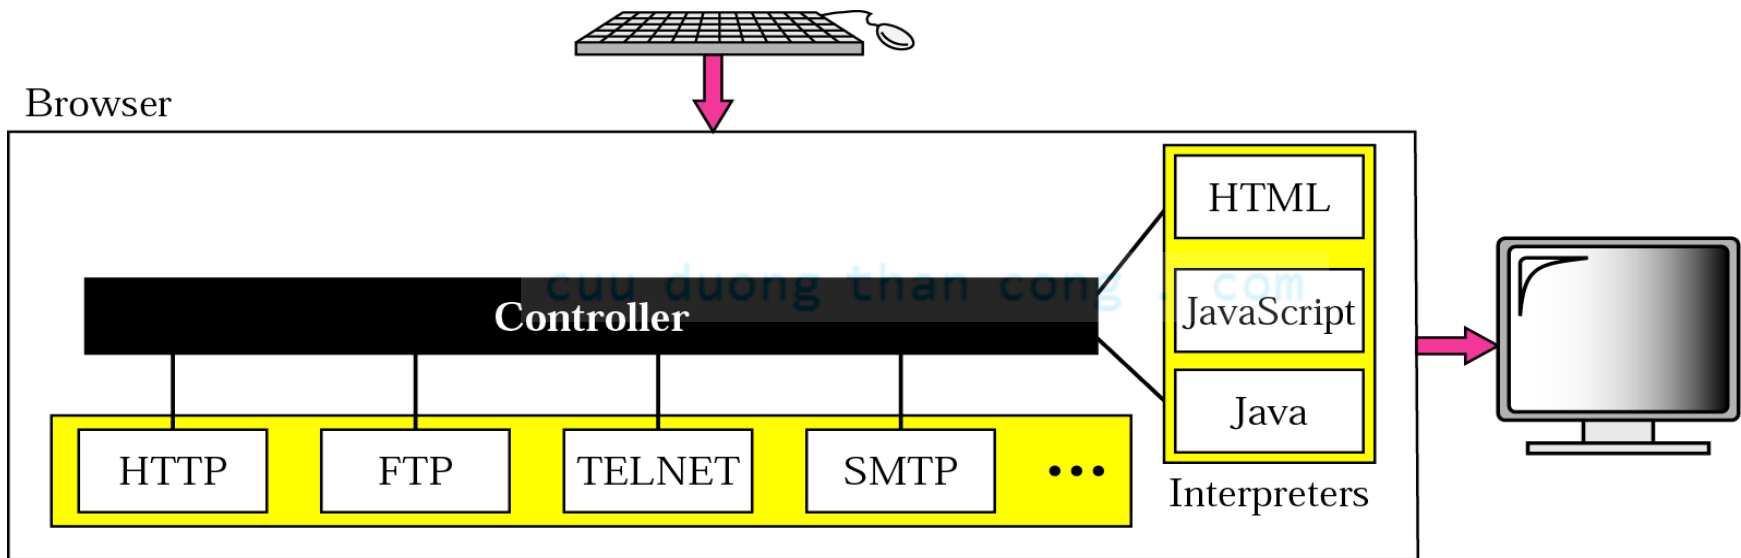 Browser
HTML
cuu duong than cong . com
Controller
JavaScript
Java
HTTP
FTP
TELNET
SMTP
...
Interpreters